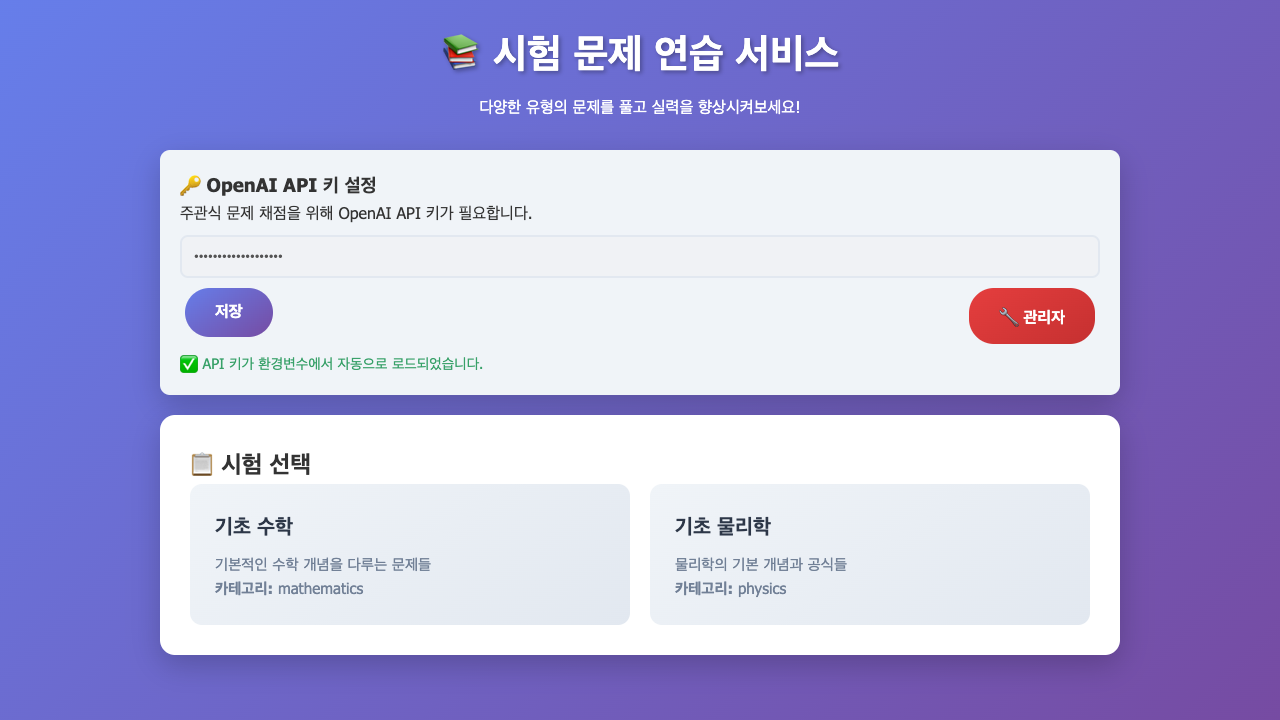 📚 시험 문제 연습 서비스
다양한 유형의 문제를 풀고 실력을 향상시켜보세요!
🔑 OpenAI API 키 설정
주관식 문제 채점을 위해 OpenAI API 키가 필요합니다.
•••••••••••••••••••
저장
🔧 관리자
✅ API 키가 환경변수에서 자동으로 로드되었습니다.
📋 시험 선택
기초 수학
기본적인 수학 개념을 다루는 문제들
카테고리: mathematics
기초 물리학
물리학의 기본 개념과 공식들
카테고리: physics